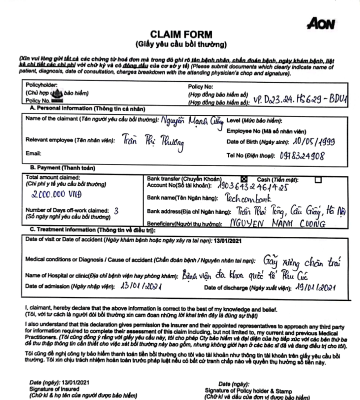 AON
CLAIM FORM
(Giấy yêu cầu bồi thường)
(Xin vui lòng gửi tất cả các chứng từ hoá đơn mà trong đó ghi rõ tên bệnh nhân, chẩn đoán bệnh, ngày khám bệnh, liệt kê chi tiết các chi phí với chữ ký và có đóng dấu của cơ sở y tế) (Please submit documents which clearly indicate name of
patient, diagnosis, date of consultation, charges breakdown with the attending physician's chop and signature).
Policyholder: Policy No:
(Chủ hợp đồng bảo hiểm) (Hợp đồng bảo hiểm số)
Policy No. (Hợp đồng bảo hiểm số) VP.D23.24.HS629-BDV1
A. Personal Information (Thông tin cá nhân)
Name of the claimant (Tên người yêu cầu bồi thường): Nguyễn Mạnh Cường Level (Mức bảo hiểm):
Employee No (Mã số nhân viên)
Relevant employee (Tên nhân viên): Trần Thị Phương Date of Birth (Ngày sinh): 10/05/1999
Email: Tel No (Điện thoại): 0978324908
B. Payment (Thanh toán)
Total amount claimed: Bank transfer (Chuyển Khoản) Cash (Tiền mặt):
(Chi phí y tế yêu cầu bồi thường) Account No(Số tài khoản): 19036432461425
2.000.000 VNĐ Bank name(Tên Ngân hàng): Techcombank
Number of Days off-work claimed: 3 Bank address(Địa chỉ Ngân hàng): Trần Thái Tông, Cầu Giấy, Hà Nội
(Số ngày nghỉ yêu cầu bồi thường) Beneficiary(Người thụ hưởng): NGUYEN MANH CUONG
C. Treatment information (Thông tin về điều trị):
Date of visit or Date of accident (Ngày khám bệnh hoặc ngày xảy ra tai nạn): 13/01/2021
Medical conditions or Diagnosis / Cause of accident (Chẩn đoán bệnh / Nguyên nhân tai nạn): Gãy xương chân trái
Name of Hospital or clinic(Địa chỉ bệnh viện hay phòng khám): Bệnh viện đa khoa quốc tế Thu Cúc
Date of admission (Ngày nhập viện): 13/01/2021 Date of discharge (Ngày xuất viện): 19/01/2021
I, claimant, hereby declare that the above information is correct to the best of my knowledge and belief.
(Tôi, với tư cách là người đòi bồi thường xin cam đoan những lời khai trên đây là đúng sự thật)
I also understand that this declaration gives permission the insurer and their appointed representatives to approach any third party
for information required to complete their assessment of this claim including, but not limited to, my current and previous Medical
Practitioners. (Tôi cũng đồng ý rằng với giấy yêu cầu này, tôi cho phép Cty bảo hiểm và đại diện của họ tiếp xúc với các bên thứ ba
để thu thập thông tin cần thiết cho việc xét bồi thường này bao gồm, nhưng không giới hạn ở các bác sĩ đã và đang điều trị cho tôi).
Tôi cũng đề nghị công ty bảo hiểm thanh toán tiền bồi thường cho tôi vào tài khoản như thông tin tài khoản trên giấy yêu cầu bồi
thường. Tôi xin chịu trách nhiệm hoàn toàn trước pháp luật nếu có bất cứ tranh chấp nào về quyền thụ hưởng số tiền này.
Date (ngày): 13/01/2021 Date (ngày):
Signature of Insured Signature of Policy holder & Stamp
(Chữ kí & họ tên của người được bảo hiểm) (Chữ kí và dấu của đơn vị được bảo hiểm)